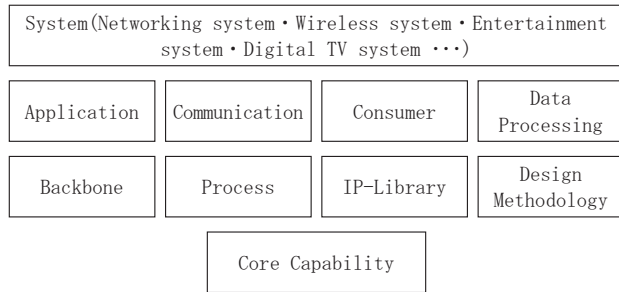 System(Networking system・Wireless system・Entertainment
system・Digital TV system ･･･)
Application
Communication
Consumer
Data
Processing
Backbone
Process
IP-Library
Design
Methodology
Core Capability